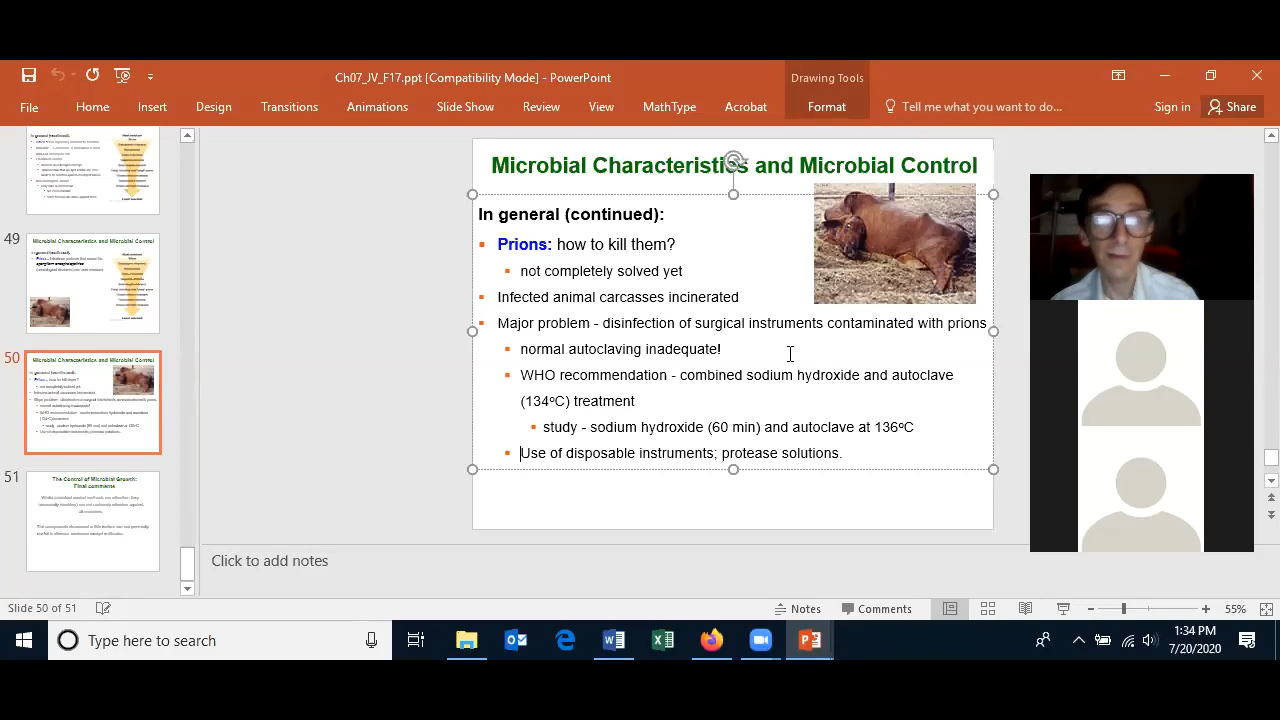 Ch07_JV_F17.ppt [Compatibility Mode] - PowerPoint
Drawing Tools
File Home Insert Design Transitions Animations Slide Show Review View MathType Acrobat Format Tell me what you want to do... Sign in Share
49
Microbial Characteristics and Microbial Control
50
Microbial Characteristics and Microbial Control
51
The Control of Microbial Growth:
Final comments
Microbial Characteristics and Microbial Control
In general (continued):
Prions: how to kill them?
not completely solved yet
Infected animal carcasses incinerated
Major problem - disinfection of surgical instruments contaminated with prions
normal autoclaving inadequate!
WHO recommendation - combine sodium hydroxide and autoclave
(134ºC) treatment
study - sodium hydroxide (60 min) and autoclave at 136ºC
Use of disposable instruments; protease solutions.
Click to add notes
Slide 50 of 51
Notes Comments 55%
Type here to search
1:34 PM
7/20/2020